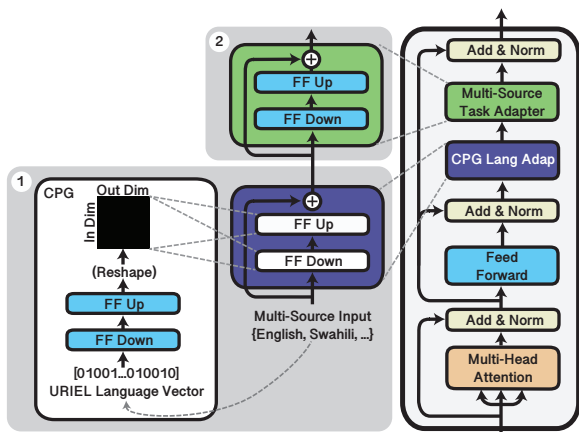 1
CPG
Out Dim
In Dim
(Reshape)
FF Up
FF Down
[01001...010010]
URIEL Language Vector
FF Up
FF Down
Multi-Source Input
{English, Swahili, ...}
2
FF Up
FF Down
Add & Norm
Multi-Source
Task Adapter
CPG Lang Adap
Add & Norm
Feed
Forward
Add & Norm
Multi-Head
Attention